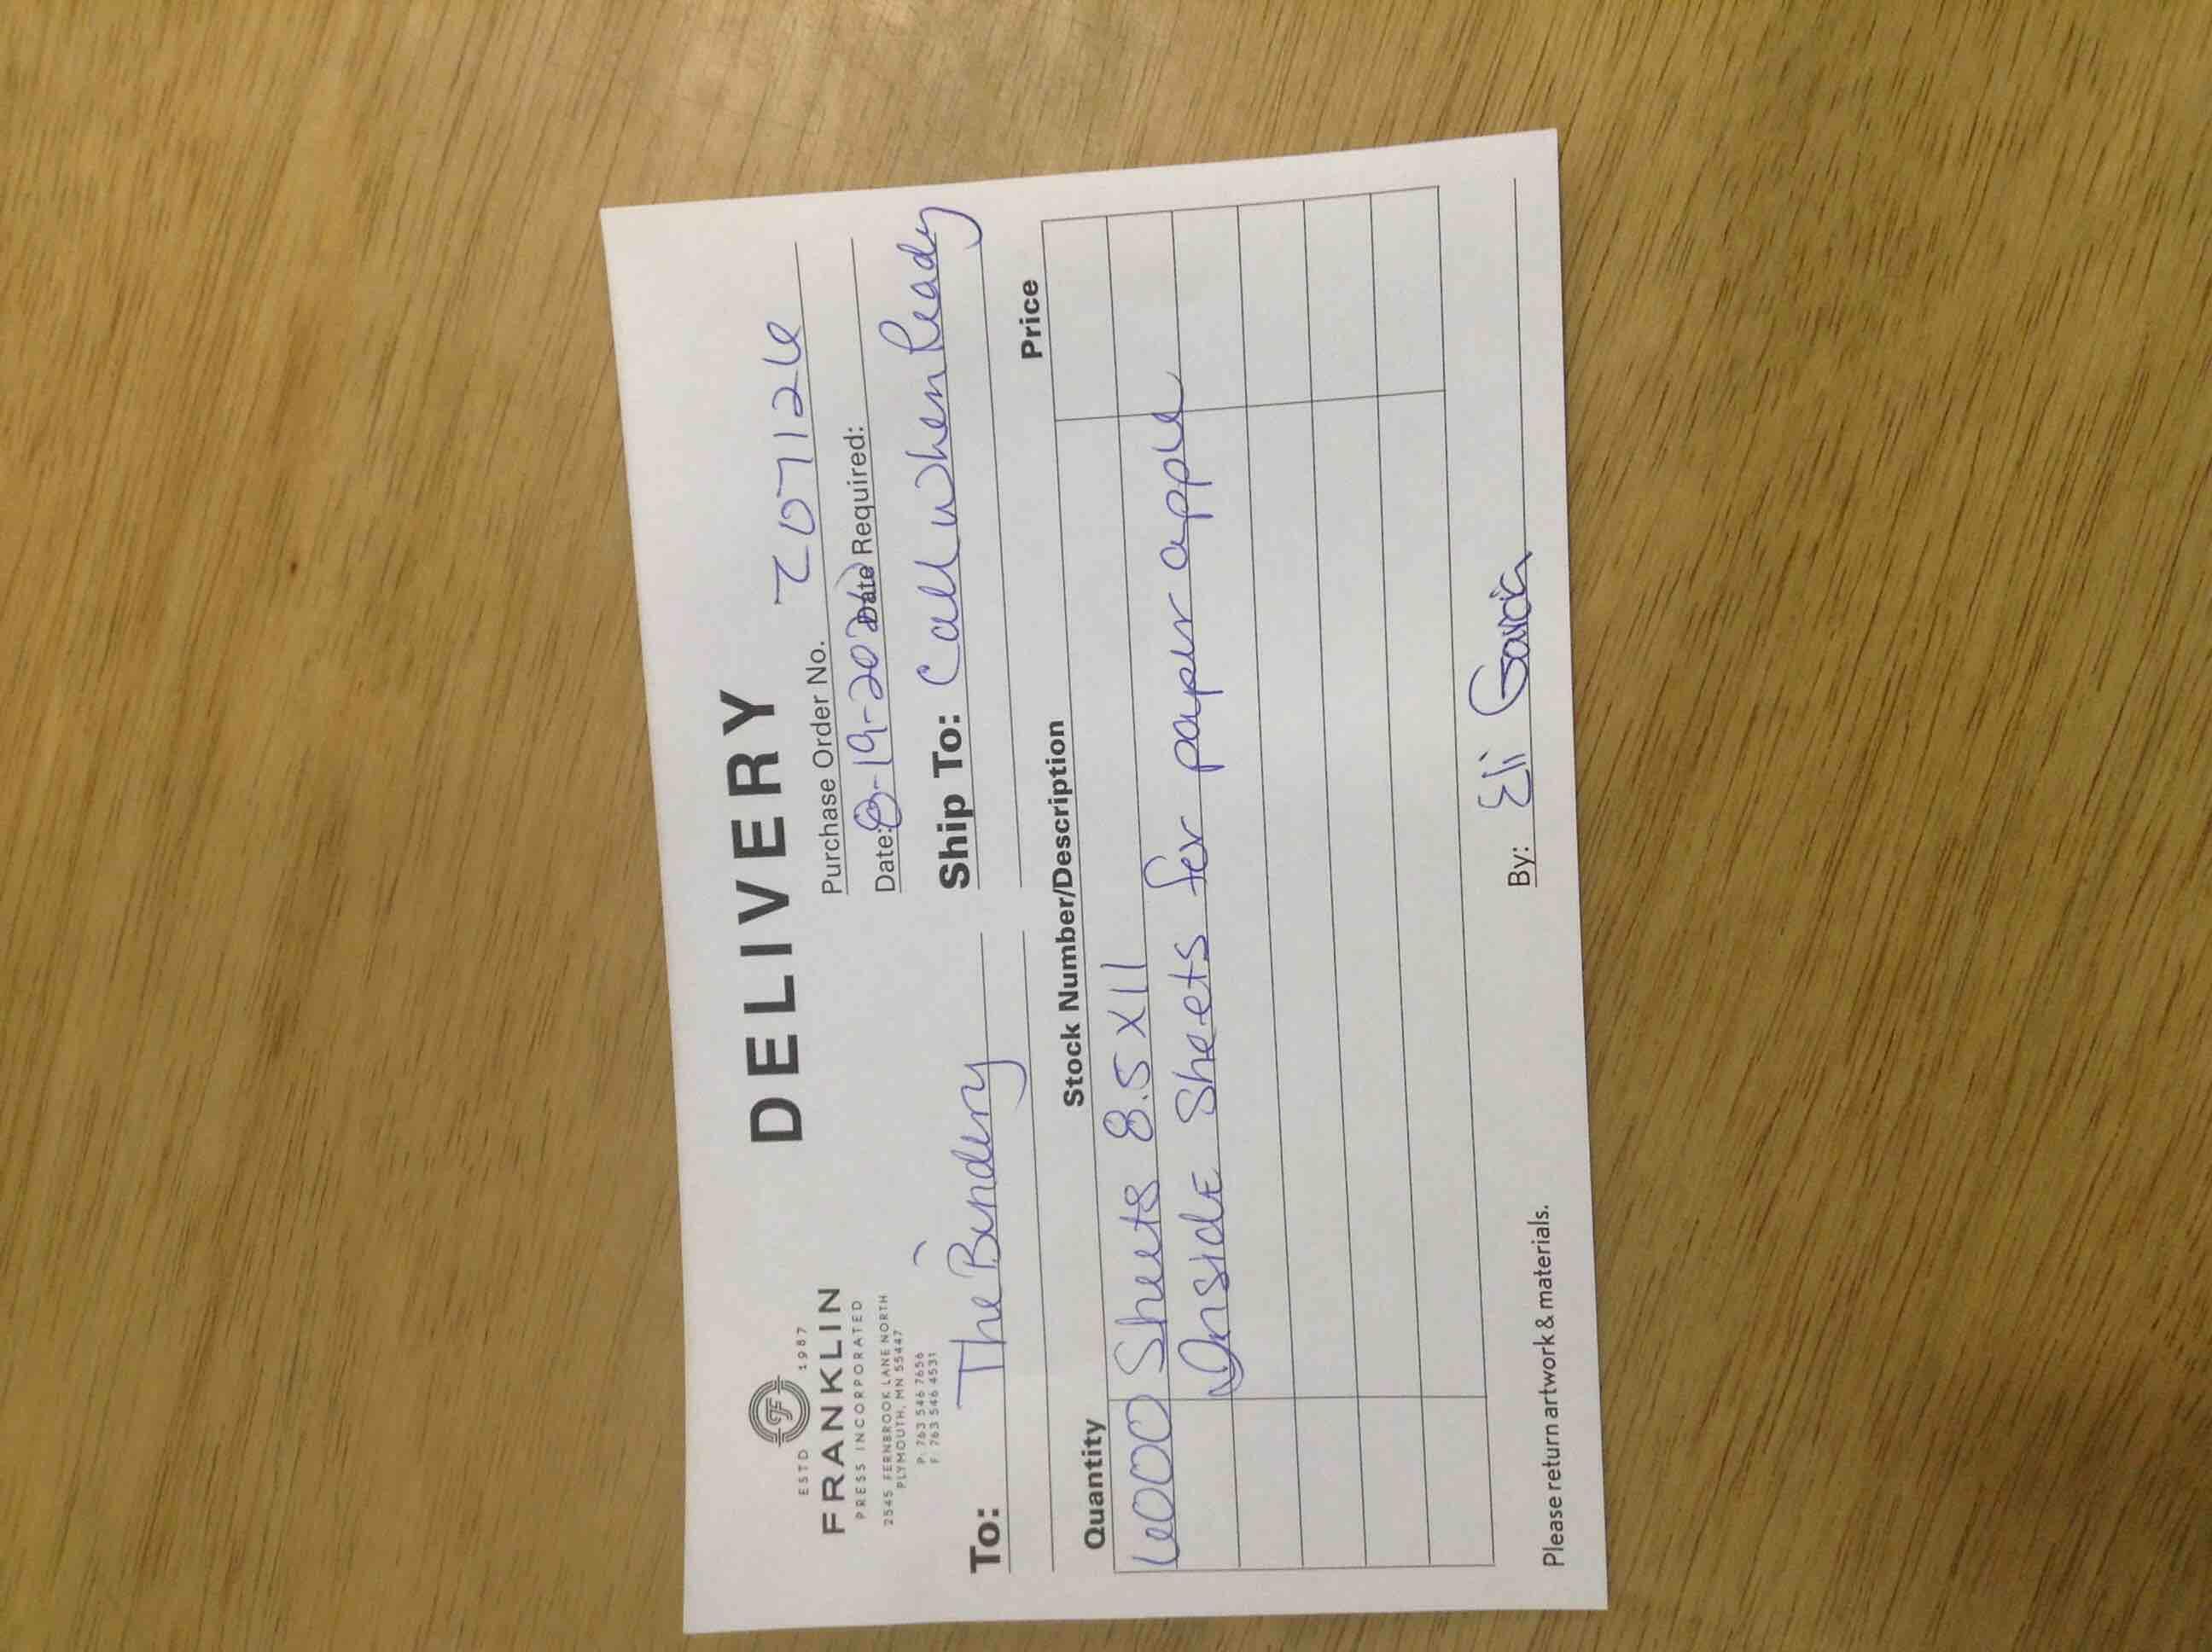 ESTD 1987
FRANKLIN
PRESS INCORPORATED
2545 FERNBROOK LANE NORTH
PLYMOUTH, MN 55447
P: 763 546 7656
F: 763 546 4531
DELIVERY
Purchase Order No. 207126
Date: 8-19-202 Date Required:
To: The Bindery
Ship To: Call when Ready
Quantity Stock Number/Description Price
6000 Sheets 8.5 X 11
Inside Sheets for paper apple
Please return artwork & materials.
By: Eli Garcia